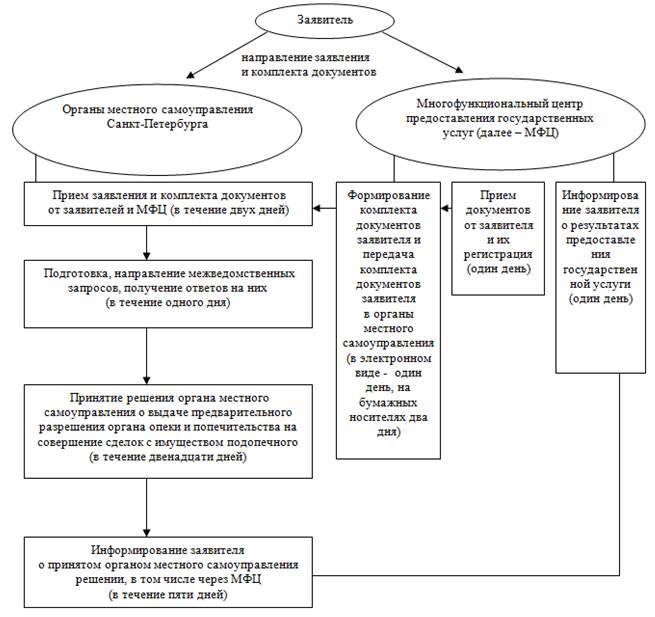 Заявитель
направление заявления
и комплекта документов
Органы местного самоуправления
Санкт-Петербурга
Многофункциональный центр
предоставления государственных
услуг (далее – МФЦ)
Прием заявления и комплекта документов
от заявителей и МФЦ (в течение двух дней)
Формирование
комплекта
документов
заявителя и
передача
комплекта
документов
заявителя
в органы
местного
самоуправления
(в электронном
виде - один
день, на
бумажных
носителях два
дня)
Прием
документов
от заявителя
и их
регистрация
(один день)
Информирова
ние заявителя
о результатах
предоставле
ния
государствен
ной услуги
(один день)
Подготовка, направление межведомственных
запросов, получение ответов на них
(в течение одного дня)
Принятие решения органа местного
самоуправления о выдаче предварительного
разрешения органа опеки и попечительства на
совершение сделок с имуществом подопечного
(в течение двенадцати дней)
Информирование заявителя
о принятом органом местного самоуправления
решении, в том числе через МФЦ
(в течение пяти дней)